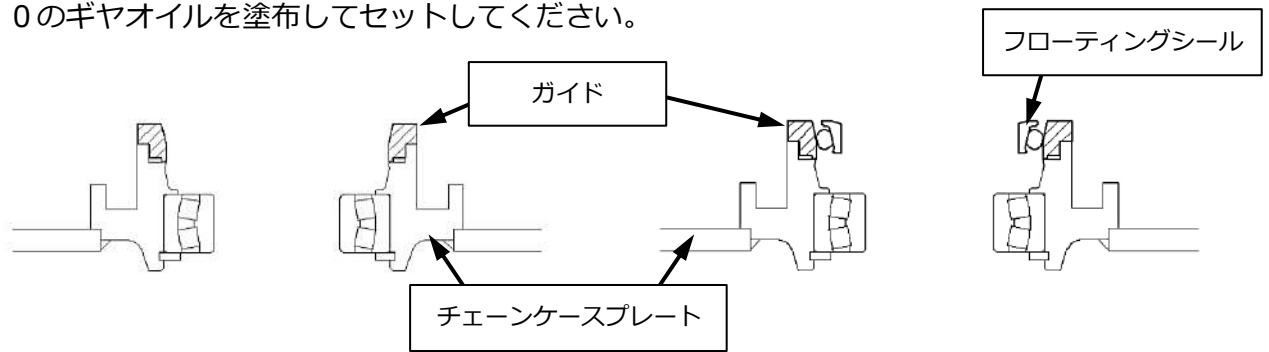 0のギヤオイルを塗布してセットしてください。
フローティングシール
ガイド
チェーンケースプレート